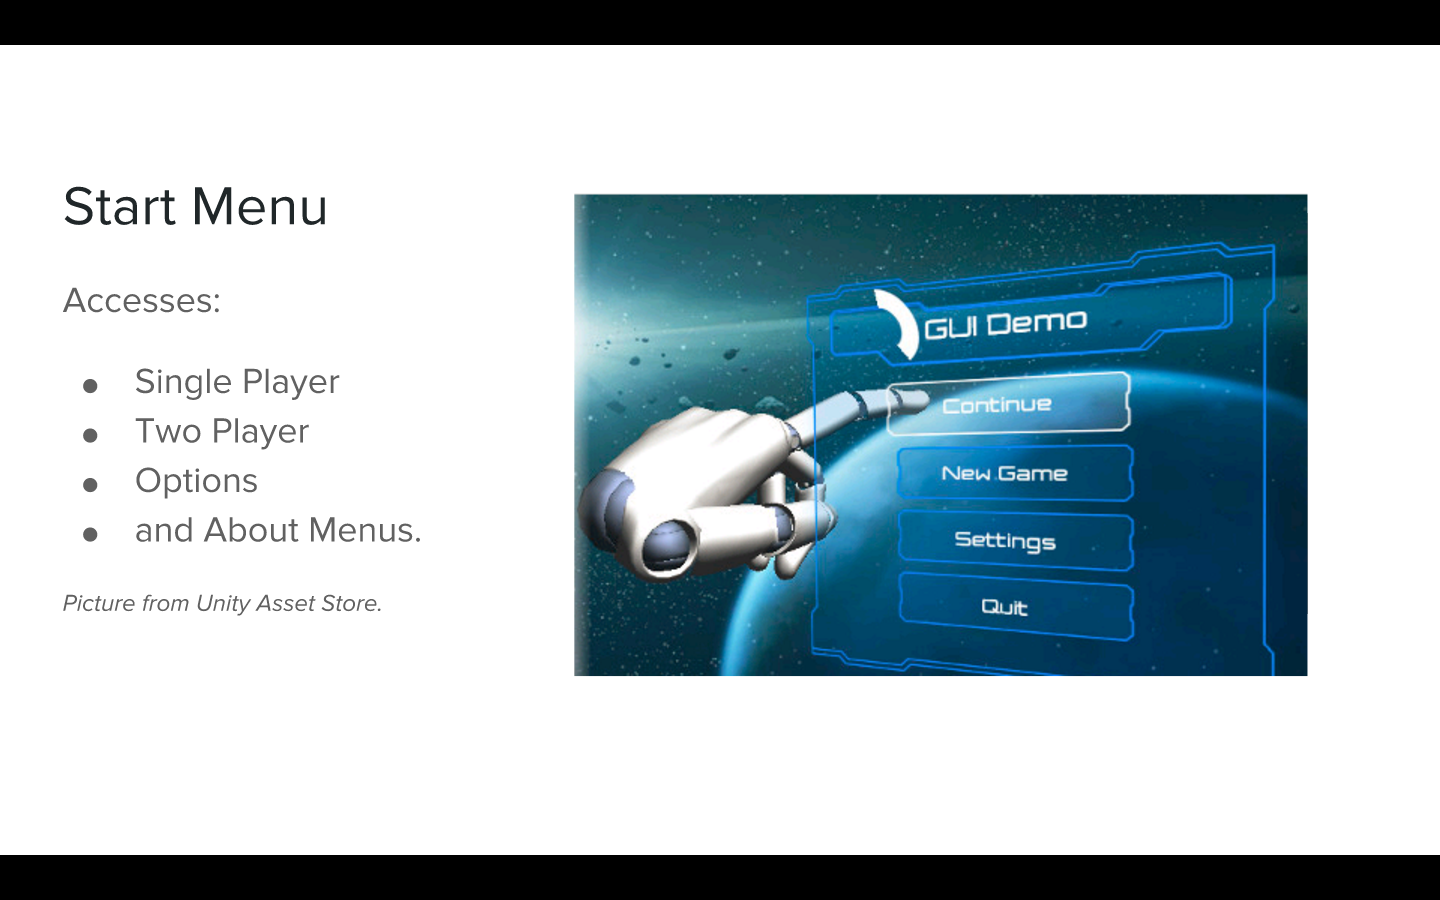 Start Menu
Accesses:
● Single Player
● Two Player
● Options
● and About Menus.
Picture from Unity Asset Store.
GUI Demo
Continue
New Game
Settings
Quit